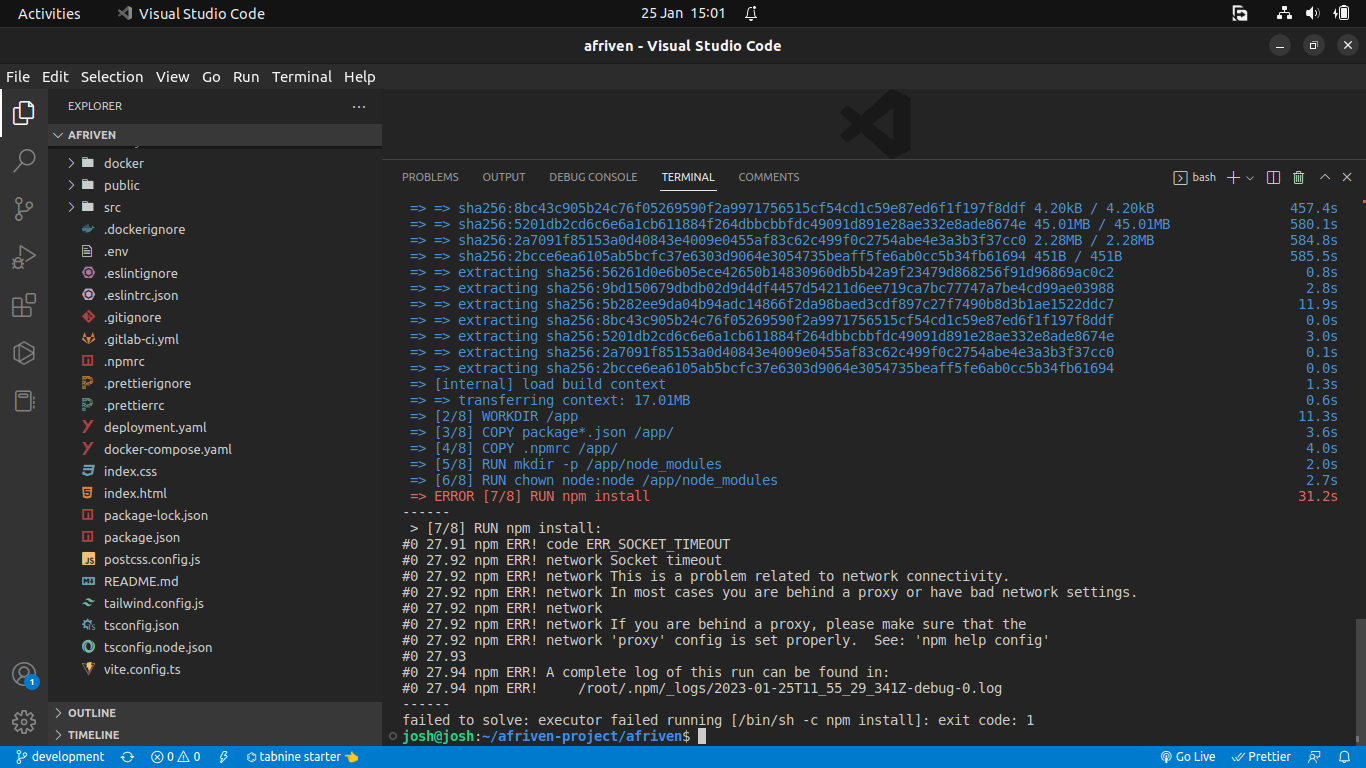 Activities
Visual Studio Code
25 Jan 15:01
afriven - Visual Studio Code
File Edit Selection View Go Run Terminal Help
EXPLORER
AFRIVEN
docker
public
src
.dockerignore
.env
.eslintignore
.eslintrc.json
.gitignore
.gitlab-ci.yml
.npmrc
.prettierignore
.prettierrc
deployment.yaml
docker-compose.yaml
index.css
index.html
package-lock.json
package.json
postcss.config.js
README.md
tailwind.config.js
tsconfig.json
tsconfig.node.json
vite.config.ts
OUTLINE
TIMELINE
PROBLEMS OUTPUT DEBUG CONSOLE TERMINAL COMMENTS
bash
=> => sha256:8bc43c905b24c76f05269590f2a9971756515cf54cd1c59e87ed6f1f197f8ddf 4.20kB / 4.20kB 457.4s
=> => sha256:5201db2cd6c6e6a1cb611884f264dbbcbbfdc49091d891e28ae332e8ade8674e 45.01MB / 45.01MB 580.1s
=> => sha256:2a7091f85153a0d40843e4009e0455af83c62c499f0c2754abe4e3a3b3f37cc0 2.28MB / 2.28MB 584.8s
=> => sha256:2bcce6ea6105ab5bcfc37e6303d9064e3054735beaff5fe6ab0cc5b34fb61694 451B / 451B 585.5s
=> => extracting sha256:56261d0e6b05ece42650b14830960db5b42a9f23479d868256f91d96869ac0c2 0.8s
=> => extracting sha256:9bd150679dbdb02d9d4df4457d54211d6ee719ca7bc77747a7be4cd99ae03988 2.8s
=> => extracting sha256:5b282ee9da04b94adc14866f2da98baed3cdf897c27f7490b8d3b1ae1522ddc7 11.9s
=> => extracting sha256:8bc43c905b24c76f05269590f2a9971756515cf54cd1c59e87ed6f1f197f8ddf 0.0s
=> => extracting sha256:5201db2cd6c6e6a1cb611884f264dbbcbbfdc49091d891e28ae332e8ade8674e 3.0s
=> => extracting sha256:2a7091f85153a0d40843e4009e0455af83c62c499f0c2754abe4e3a3b3f37cc0 0.1s
=> => extracting sha256:2bcce6ea6105ab5bcfc37e6303d9064e3054735beaff5fe6ab0cc5b34fb61694 0.0s
=> [internal] load build context 1.3s
=> => transferring context: 17.01MB 0.6s
=> [2/8] WORKDIR /app 11.3s
=> [3/8] COPY package*.json /app/ 3.6s
=> [4/8] COPY .npmrc /app/ 4.0s
=> [5/8] RUN mkdir -p /app/node_modules 2.0s
=> [6/8] RUN chown node:node /app/node_modules 2.7s
=> ERROR [7/8] RUN npm install 31.2s
------
> [7/8] RUN npm install:
#0 27.91 npm ERR! code ERR_SOCKET_TIMEOUT
#0 27.92 npm ERR! network Socket timeout
#0 27.92 npm ERR! network This is a problem related to network connectivity.
#0 27.92 npm ERR! network In most cases you are behind a proxy or have bad network settings.
#0 27.92 npm ERR! network
#0 27.92 npm ERR! network If you are behind a proxy, please make sure that the
#0 27.92 npm ERR! network 'proxy' config is set properly.  See: 'npm help config'
#0 27.93
#0 27.94 npm ERR! A complete log of this run can be found in:
#0 27.94 npm ERR!     /root/.npm/_logs/2023-01-25T11_55_29_341Z-debug-0.log
------
failed to solve: executor failed running [/bin/sh -c npm install]: exit code: 1
josh@josh:~/afriven-project/afriven$
1
development
0 0
tabnine starter
Go Live
Prettier